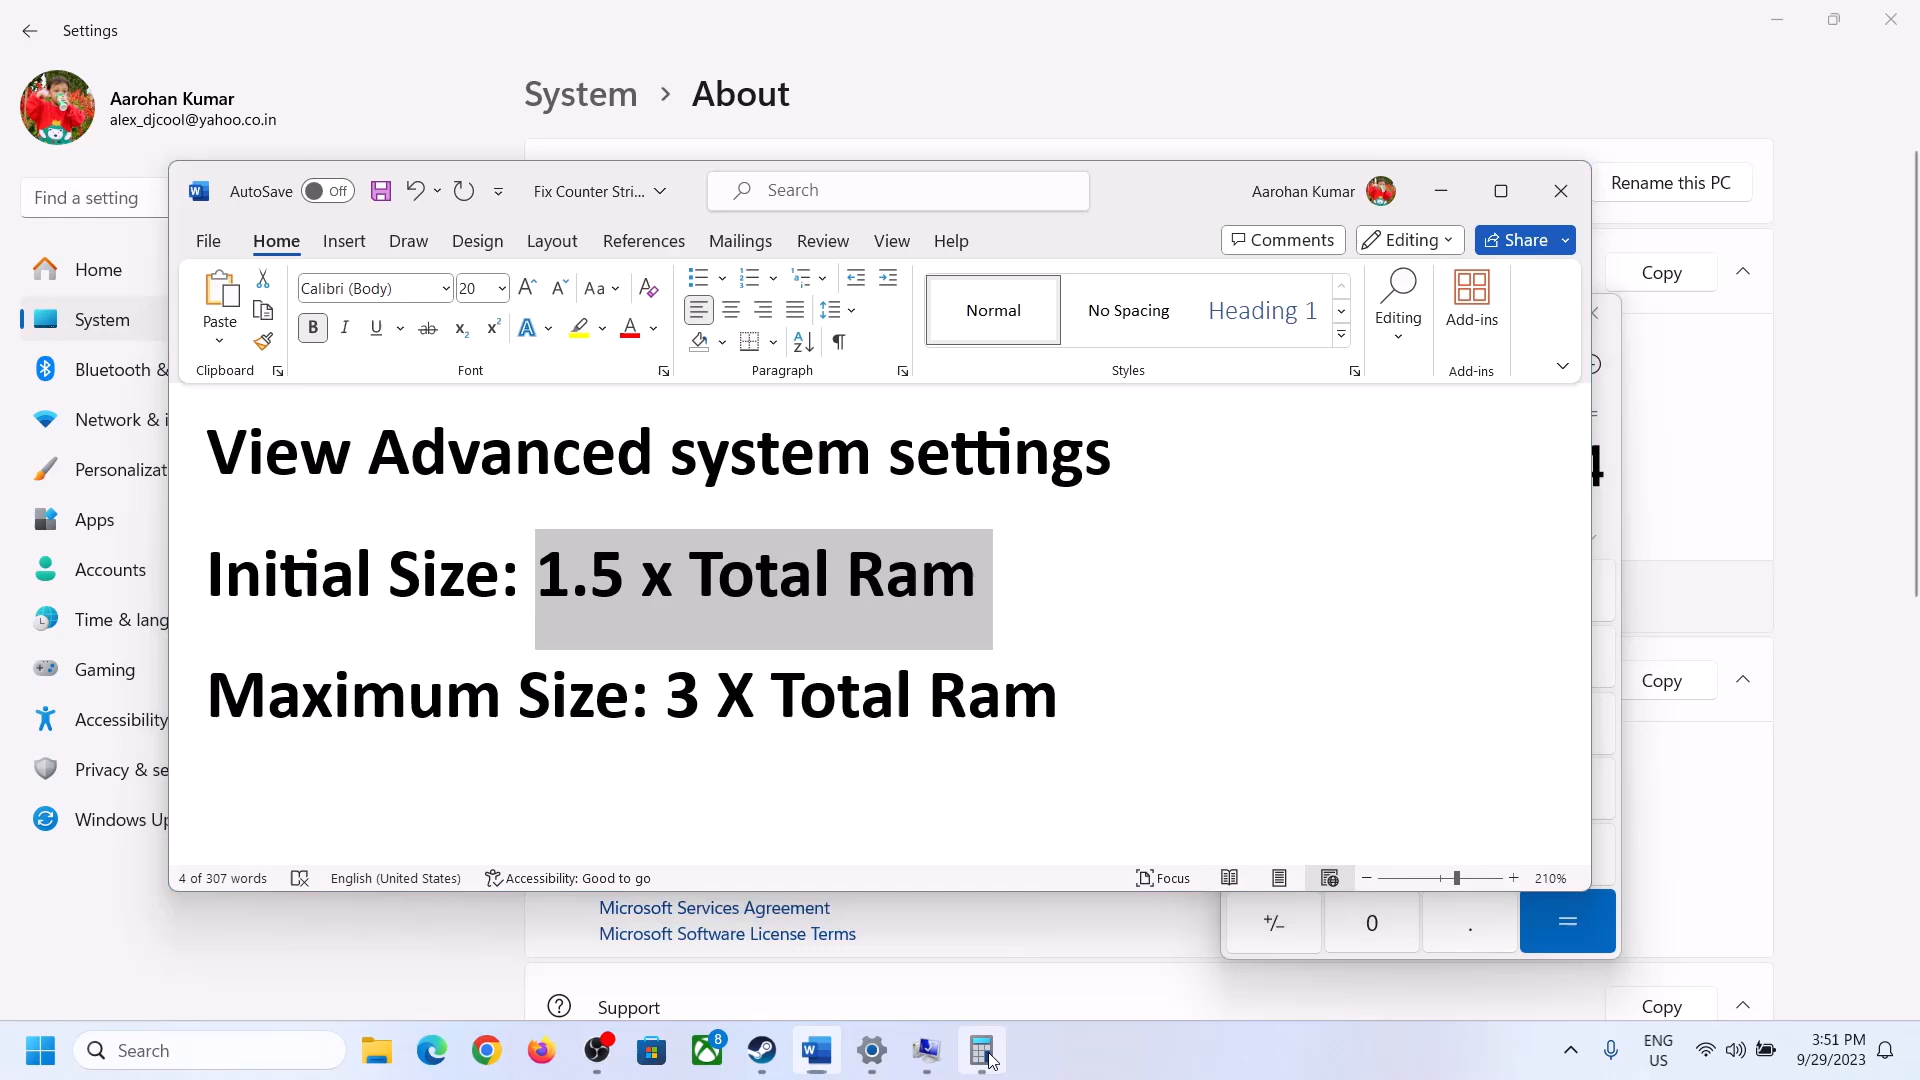 Settings
Aarohan Kumar
alex_djcool@yahoo.co.in
System > About
Rename this PC
Find a setting
AutoSave Off Fix Counter Stri... Search Aarohan Kumar
File Home Insert Draw Design Layout References Mailings Review View Help Comments Editing Share
Home
System
Bluetooth &
Network & i
Personalizat
Apps
Accounts
Time & lang
Gaming
Accessibility
Privacy & se
Windows Up
Paste
Calibri (Body) 20
Normal No Spacing Heading 1
Editing Add-ins
Clipboard Font Paragraph Styles Add-ins
Copy
View Advanced system settings
Initial Size: 1.5 x Total Ram
Maximum Size: 3 X Total Ram
Copy
4 of 307 words English (United States) Accessibility: Good to go Focus 210%
Microsoft Services Agreement
Microsoft Software License Terms
+/- 0 . =
Support Copy
Search 8 ENG US 3:51 PM
9/29/2023